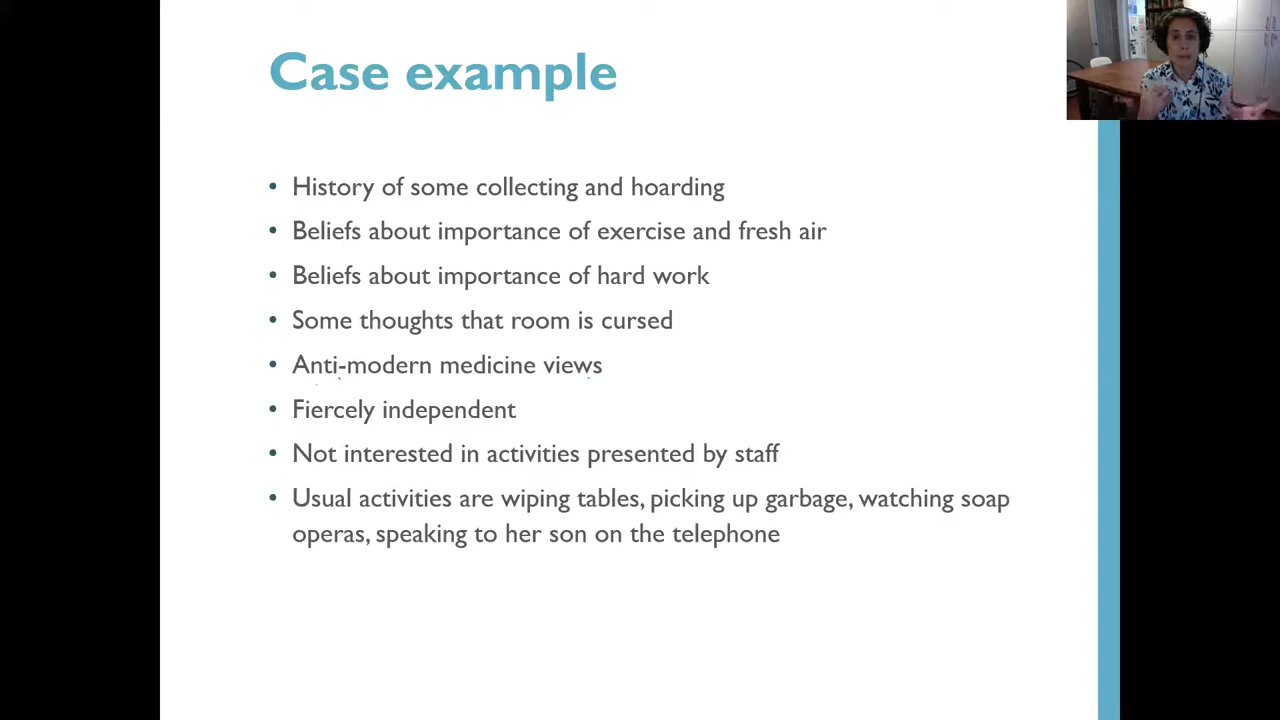 Case example
• History of some collecting and hoarding
• Beliefs about importance of exercise and fresh air
• Beliefs about importance of hard work
• Some thoughts that room is cursed
• Anti-modern medicine views
• Fiercely independent
• Not interested in activities presented by staff
• Usual activities are wiping tables, picking up garbage, watching soap
operas, speaking to her son on the telephone